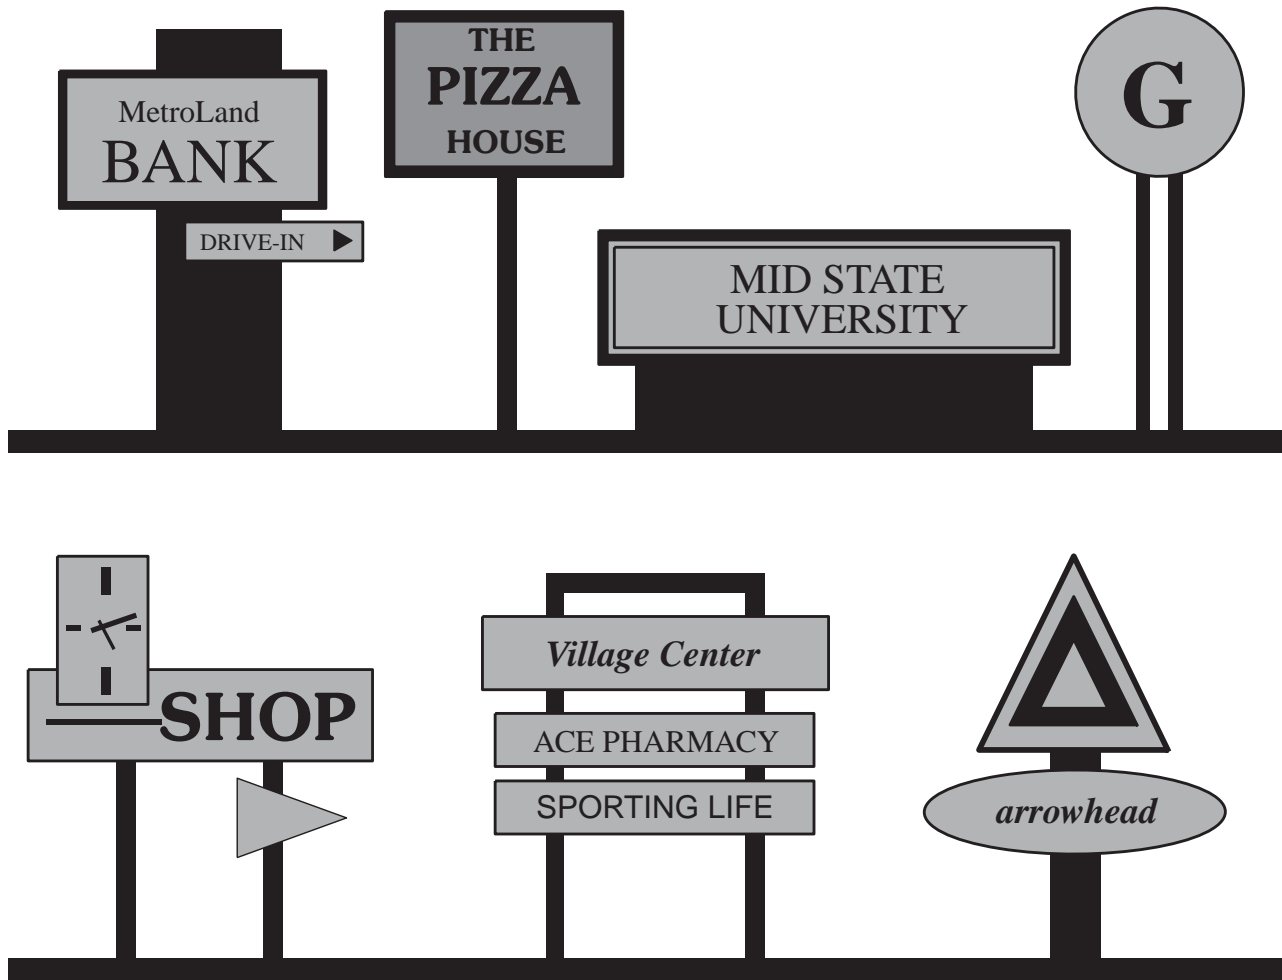 MetroLand
BANK
DRIVE-IN
THE
PIZZA
HOUSE
MID STATE
UNIVERSITY
G
SHOP
Village Center
ACE PHARMACY
SPORTING LIFE
arrowhead